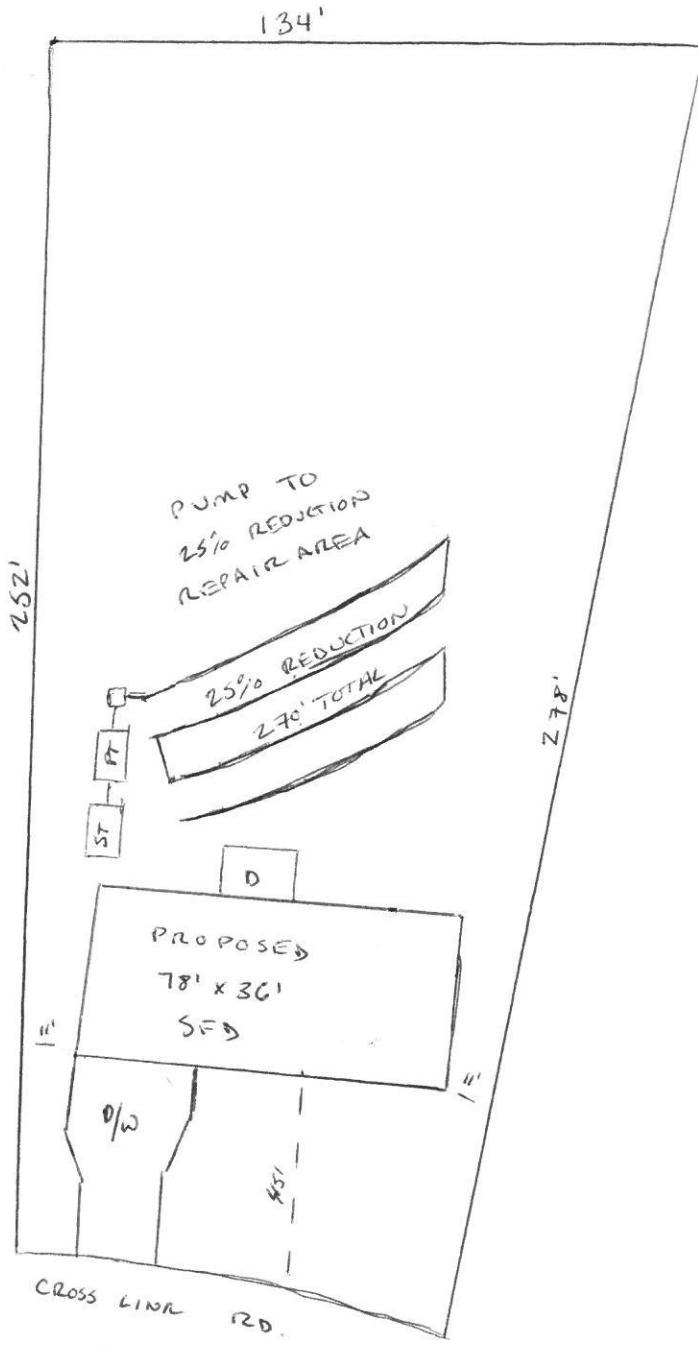 134'
252'
278'
PUMP TO
25% REDUCTION
REPAIR AREA
25% REDUCTION
270' TOTAL
PT
ST
D
PROPOSED
78' x 36'
SFD
11'
11'
D/W
45'
CROSS LINK RD.